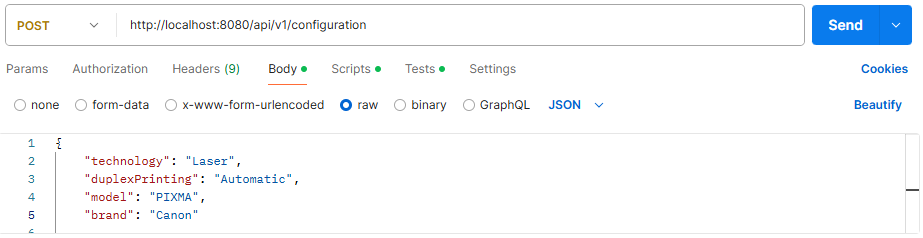 POST http://localhost:8080/api/v1/configuration Send
Params Authorization Headers (9) Body Scripts Tests Settings Cookies
none form-data x-www-form-urlencoded raw binary GraphQL JSON Beautify
1 {
2 "technology": "Laser",
3 "duplexPrinting": "Automatic",
4 "model": "PIXMA",
5 "brand": "Canon"